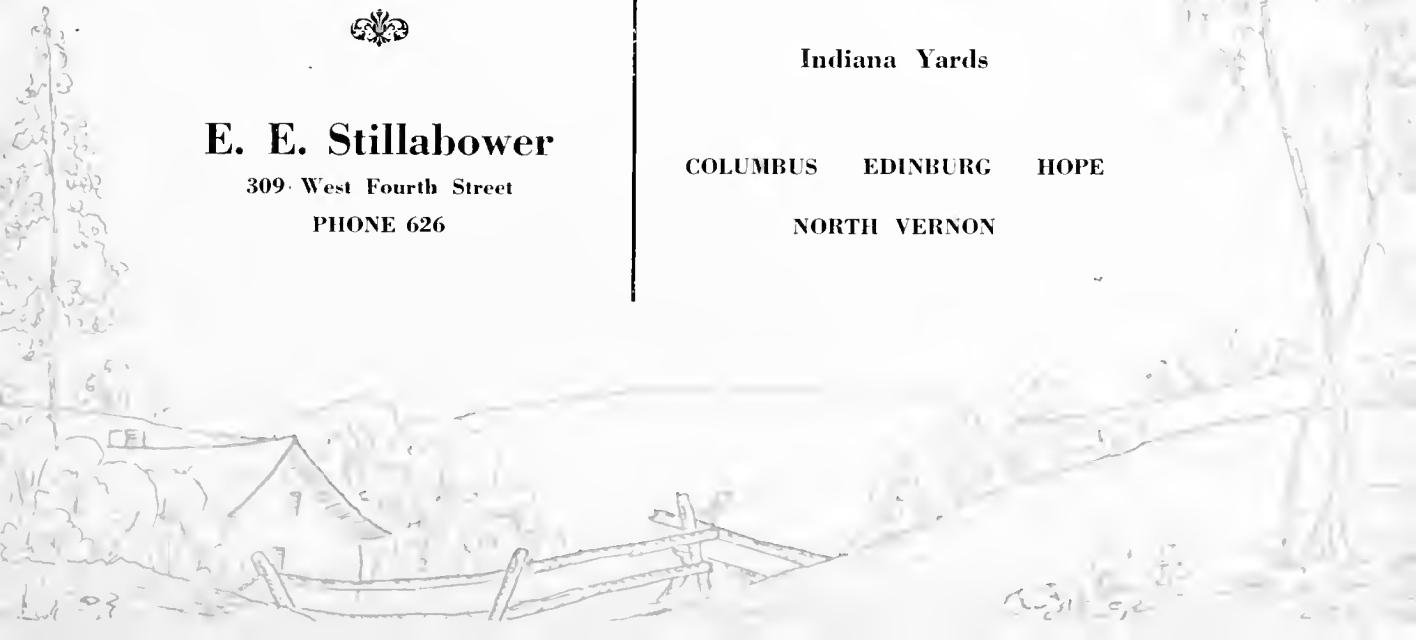 E. E. Stillabower
309 West Fourth Street
PHONE 626
Indiana Yards
COLUMBUS EDINBURG HOPE
NORTH VERNON